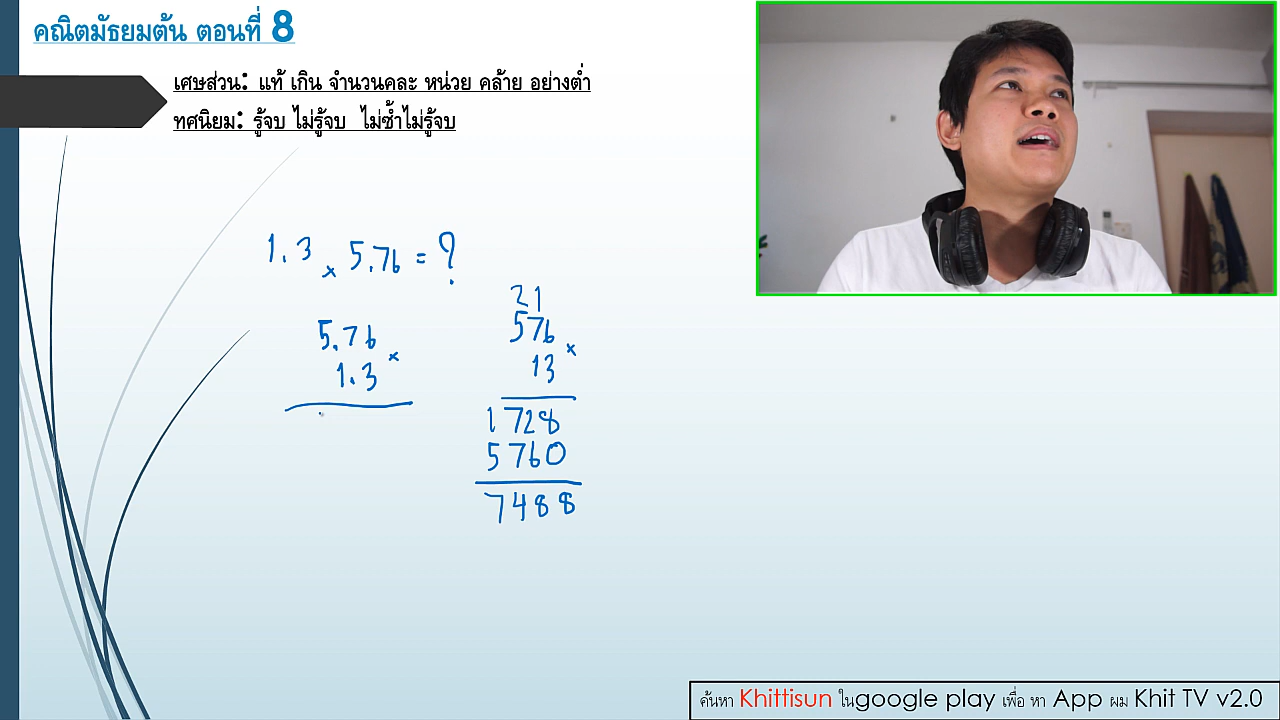 คณิตมัธยมต้น ตอนที่ 8
เศษส่วน: แท้ เกิน จำนวนคละ หน่วย คล้าย อย่างต่ำ
ทศนิยม: รู้จบ ไม่รู้จบ ไม่ซ้ำไม่รู้จบ
1.3 x 5.76 = ?
5.76 x
1.3
21
576 x
13
1728
5760
7488
ค้นหา Khittisun ในgoogle play เพื่อ หา App ผม Khit TV v2.0